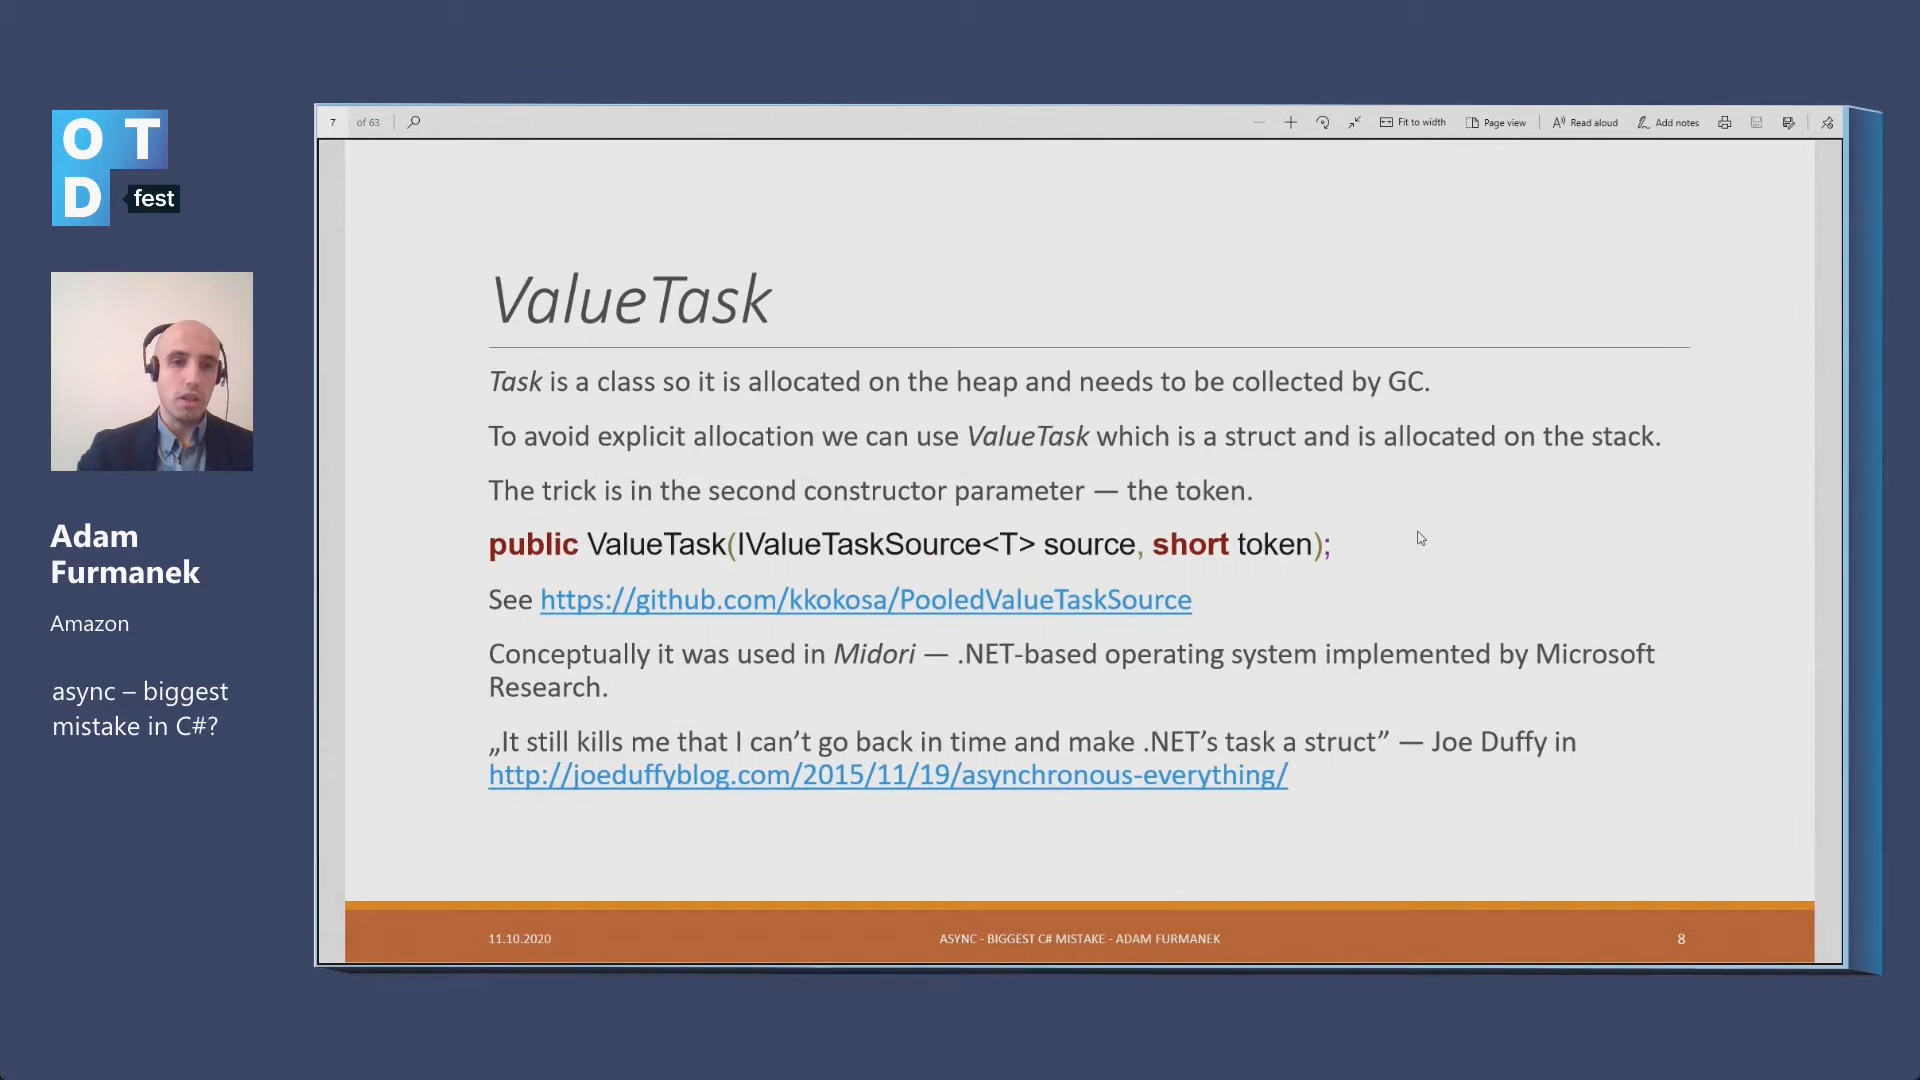 O T
D fest
Adam
Furmanek
Amazon
async – biggest
mistake in C#?
7 of 63 Fit to width Page view Read aloud Add notes
ValueTask
Task is a class so it is allocated on the heap and needs to be collected by GC.
To avoid explicit allocation we can use ValueTask which is a struct and is allocated on the stack.
The trick is in the second constructor parameter — the token.
public ValueTask(IValueTaskSource<T> source, short token);
See https://github.com/kkokosa/PooledValueTaskSource
Conceptually it was used in Midori — .NET-based operating system implemented by Microsoft
Research.
„It still kills me that I can’t go back in time and make .NET’s task a struct” — Joe Duffy in
http://joeduffyblog.com/2015/11/19/asynchronous-everything/
11.10.2020 ASYNC - BIGGEST C# MISTAKE - ADAM FURMANEK 8